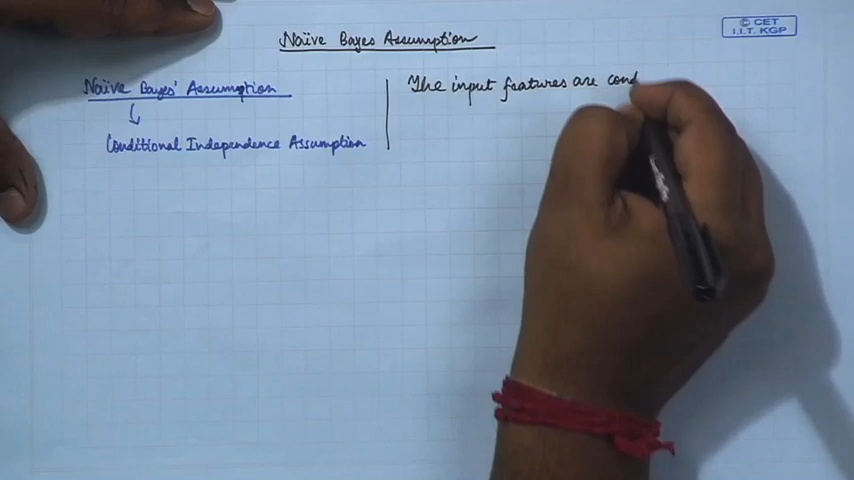 Naïve Bayes Assumption
© CET
I.I.T. KGP
Naïve Bayes' Assumption
Conditional Independence Assumption
The input features are cond